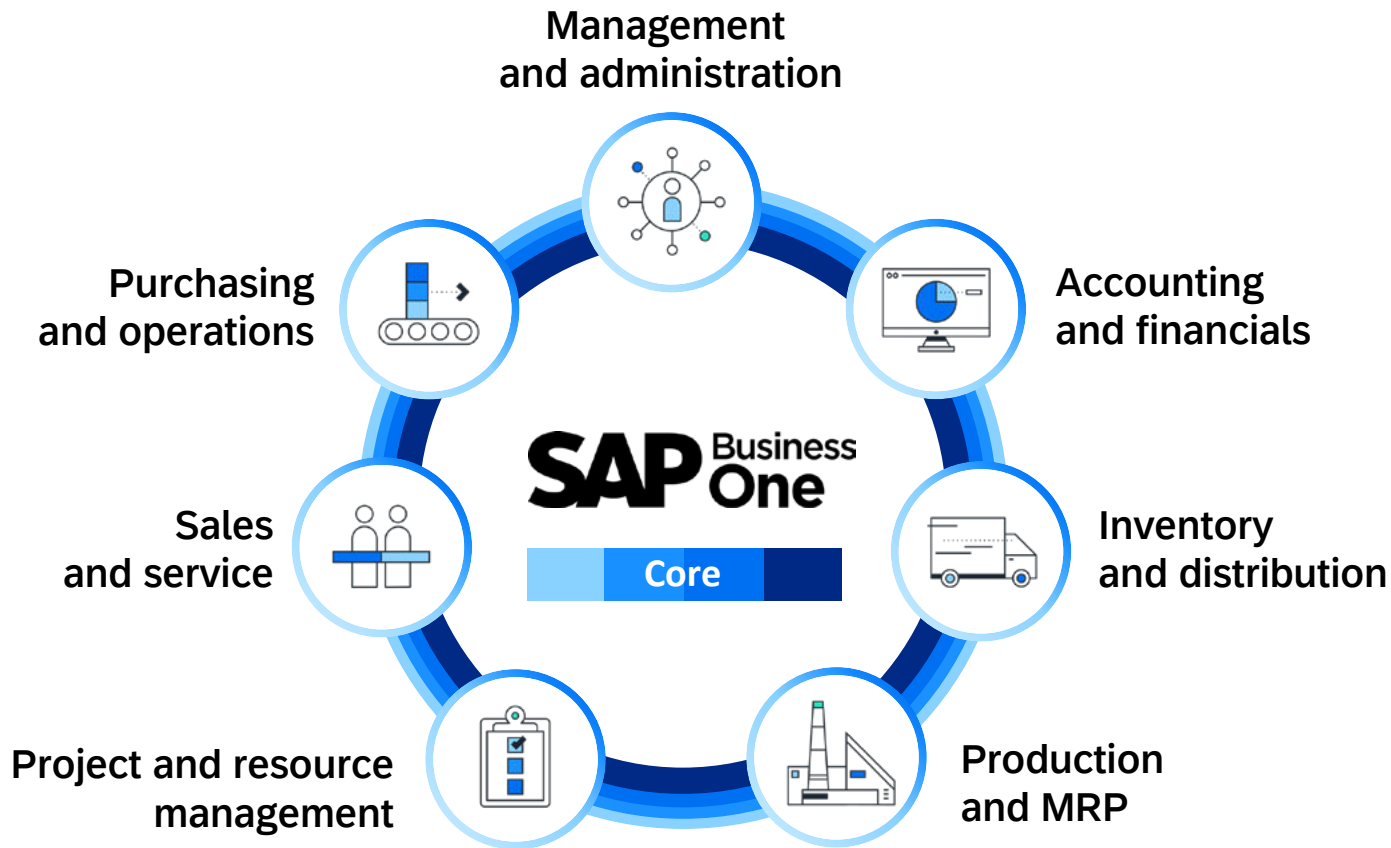 Management
and administration
Purchasing
and operations
Accounting
and financials
SAP Business
One
Core
Sales
and service
Inventory
and distribution
Project and resource
management
Production
and MRP